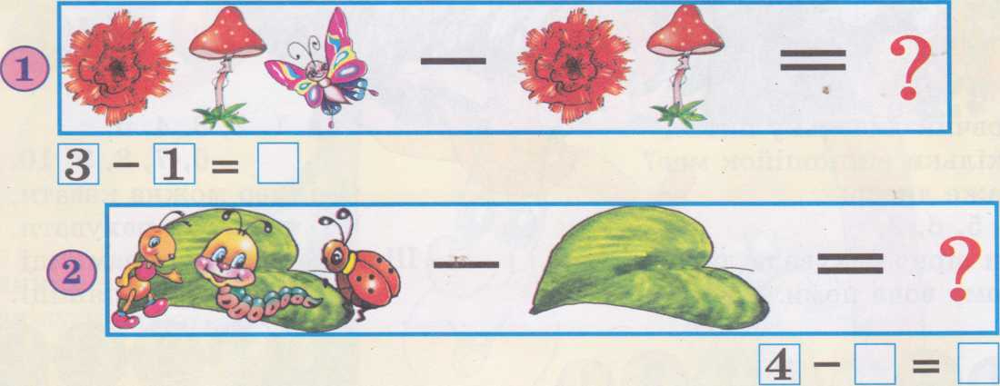 1
− = ?
3 − 1 =
2
− = ?
4 − =